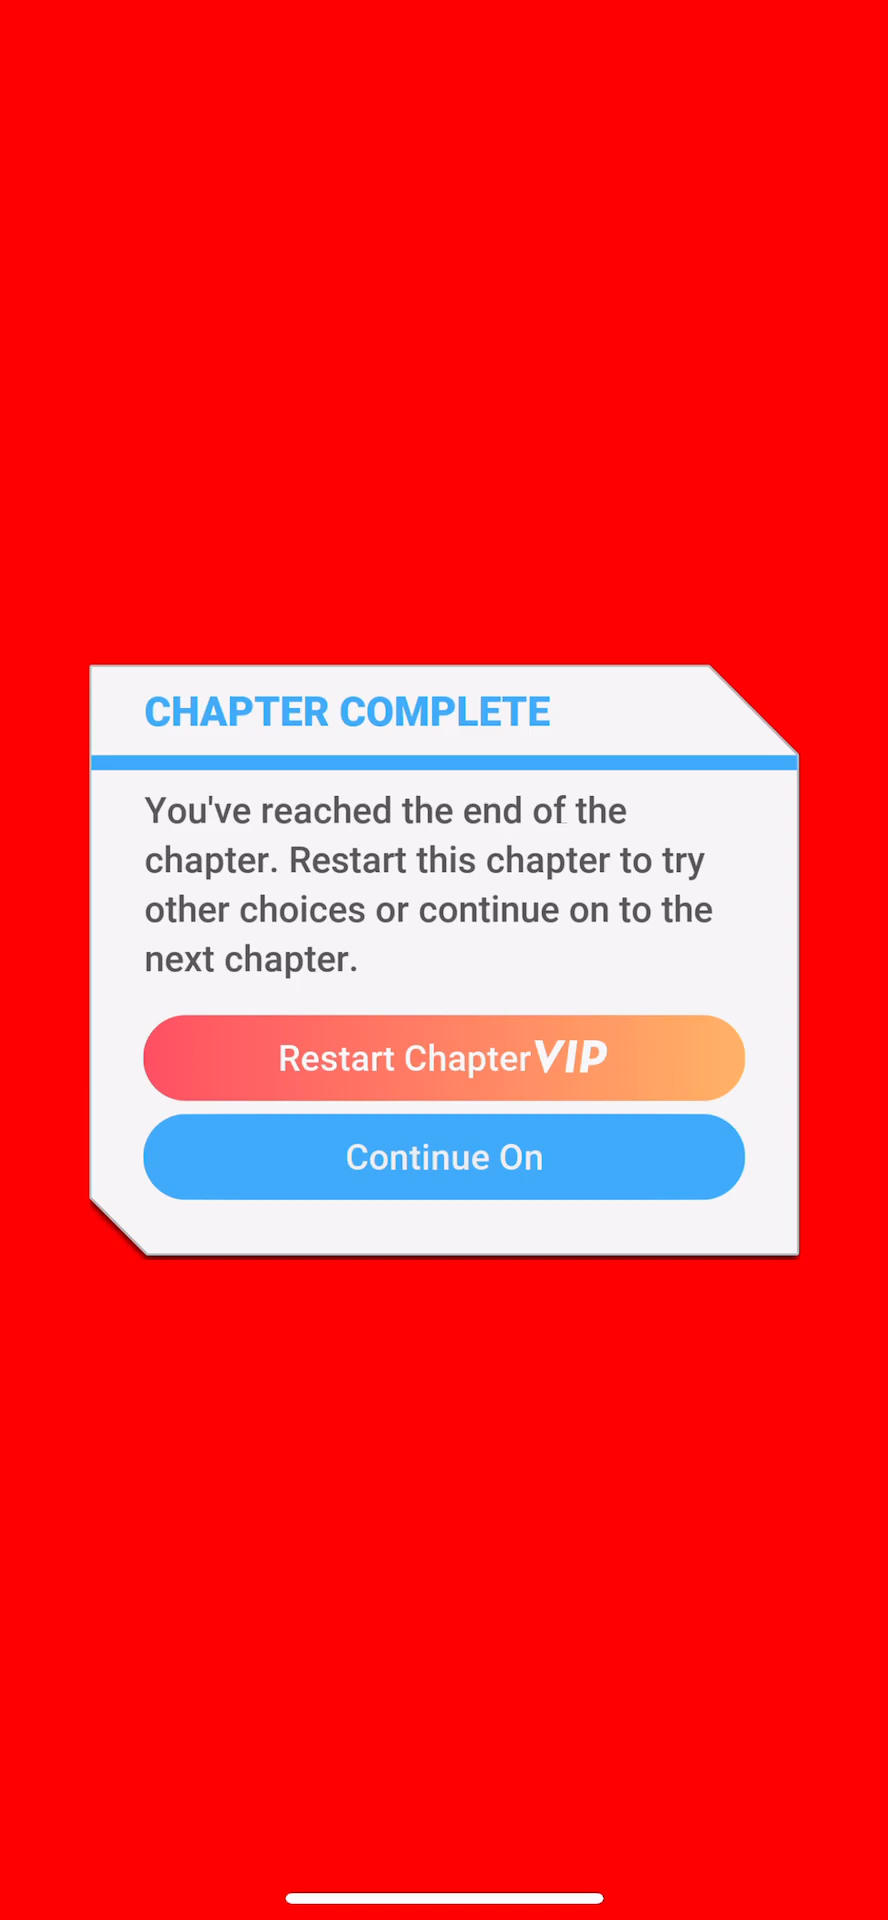 CHAPTER COMPLETE
You've reached the end of the
chapter. Restart this chapter to try
other choices or continue on to the
next chapter.
Restart Chapter VIP
Continue On